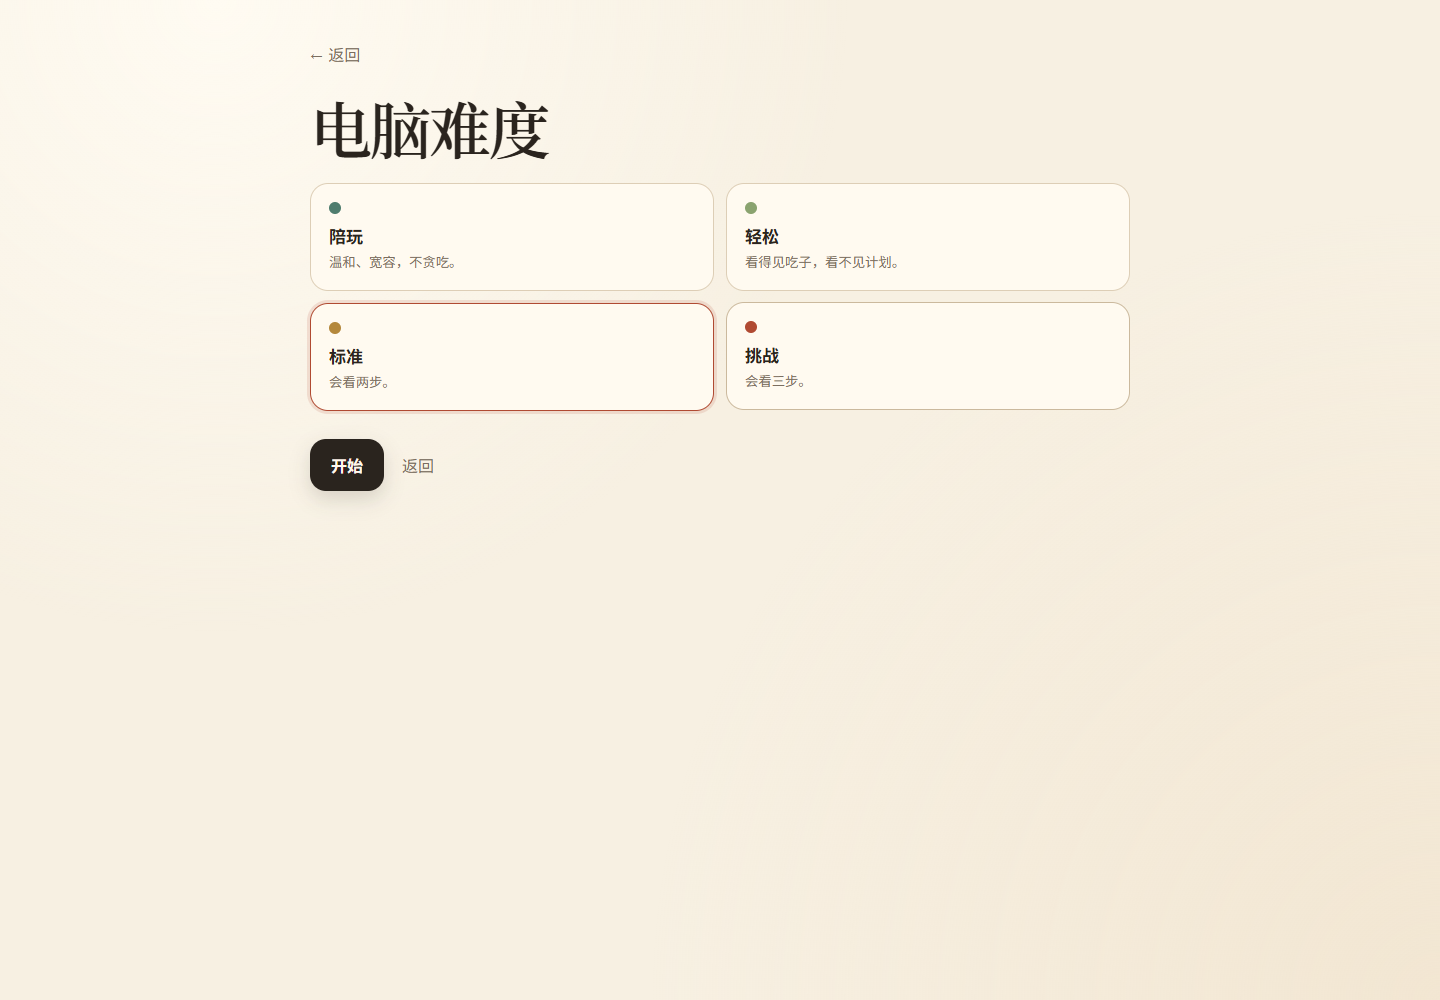 ← 返回
电脑难度
陪玩
温和、宽容，不贪吃。
轻松
看得见吃子，看不见计划。
标准
会看两步。
挑战
会看三步。
开始
返回